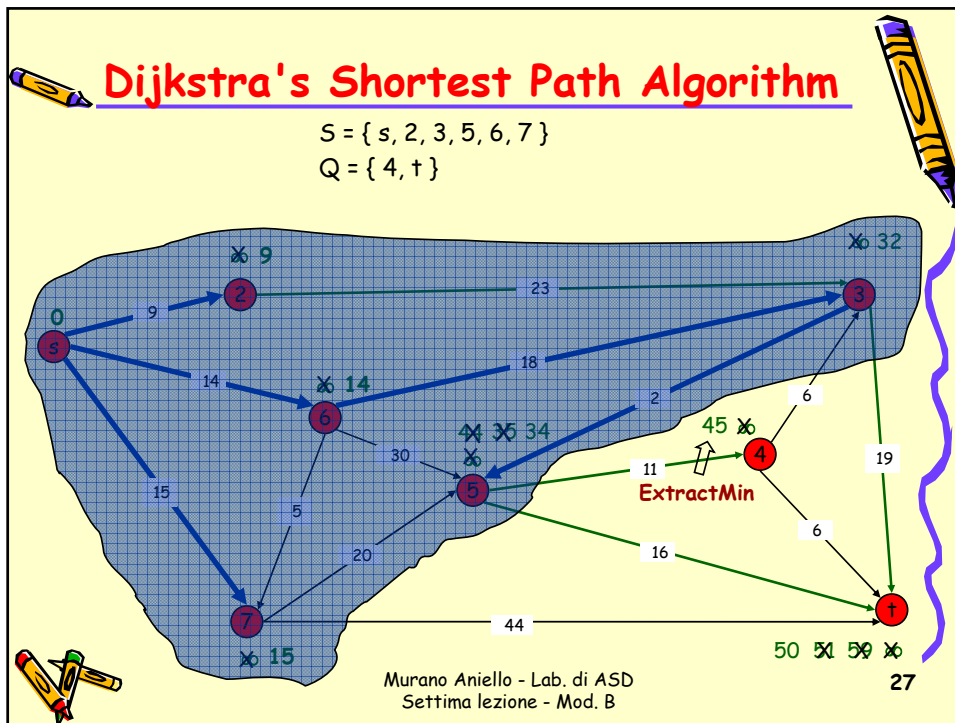 Dijkstra's Shortest Path Algorithm
S = { s, 2, 3, 5, 6, 7 }
Q = { 4, t }
∞ 9
∞ 32
2
23
3
0
9
s
18
14
∞ 14
2
6
6
44 35 34
45 ∞
30
∞
4
19
11
5
ExtractMin
15
5
6
20
16
7
44
t
∞ 15
50 51 59 ∞
Murano Aniello - Lab. di ASD
Settima lezione - Mod. B
27